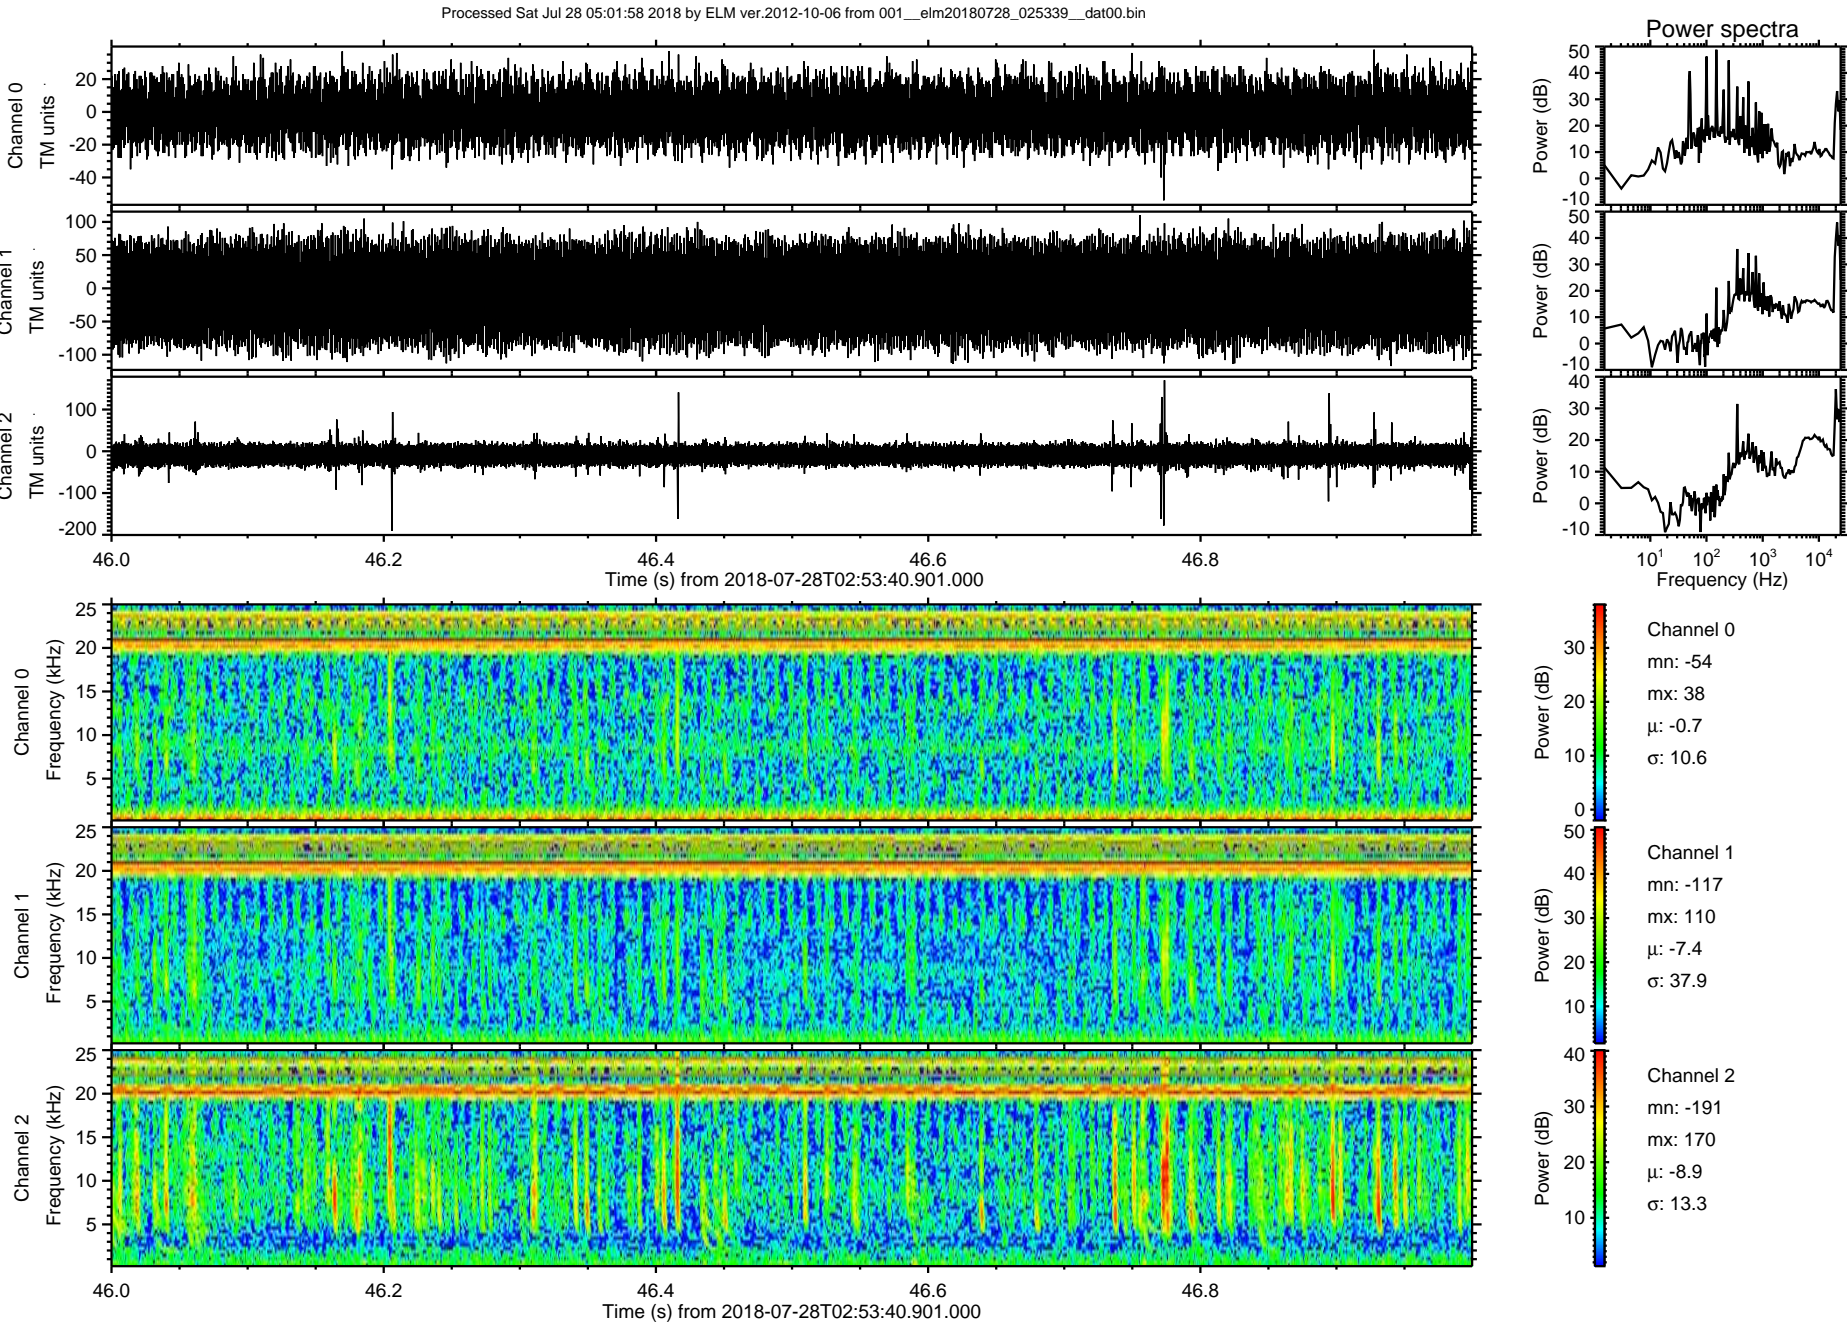 Processed Sat Jul 28 05:01:58 2018 by ELM ver.2012-10-06 from 001__elm20180728_025339__dat00.bin
Power spectra
Channel 0
TM units
20
0
-20
-40
Power (dB)
50
40
30
20
10
0
-10
Channel 1
TM units
100
50
0
-50
-100
Power (dB)
50
40
30
20
10
0
-10
Channel 2
TM units
100
0
-100
-200
Power (dB)
40
30
20
10
0
-10
46.0 46.2 46.4 46.6 46.8
Time (s) from 2018-07-28T02:53:40.901.000
10¹ 10² 10³ 10⁴
Frequency (Hz)
Channel 0
Frequency (kHz)
25
20
15
10
5
Power (dB)
30
20
10
0
Channel 0
mn: -54
mx: 38
μ: -0.7
σ: 10.6
Channel 1
Frequency (kHz)
25
20
15
10
5
Power (dB)
50
40
30
20
10
Channel 1
mn: -117
mx: 110
μ: -7.4
σ: 37.9
Channel 2
Frequency (kHz)
25
20
15
10
5
Power (dB)
40
30
20
10
Channel 2
mn: -191
mx: 170
μ: -8.9
σ: 13.3
46.0 46.2 46.4 46.6 46.8
Time (s) from 2018-07-28T02:53:40.901.000